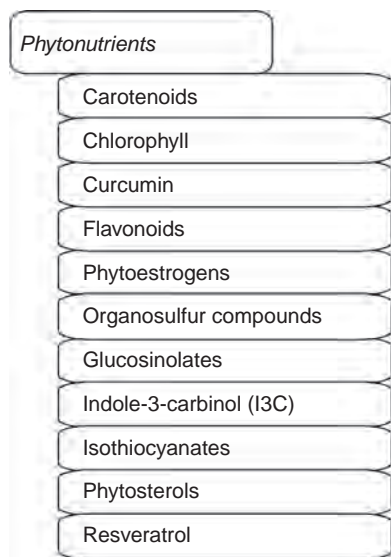 Phytonutrients
Carotenoids
Chlorophyll
Curcumin
Flavonoids
Phytoestrogens
Organosulfur compounds
Glucosinolates
Indole-3-carbinol (I3C)
Isothiocyanates
Phytosterols
Resveratrol